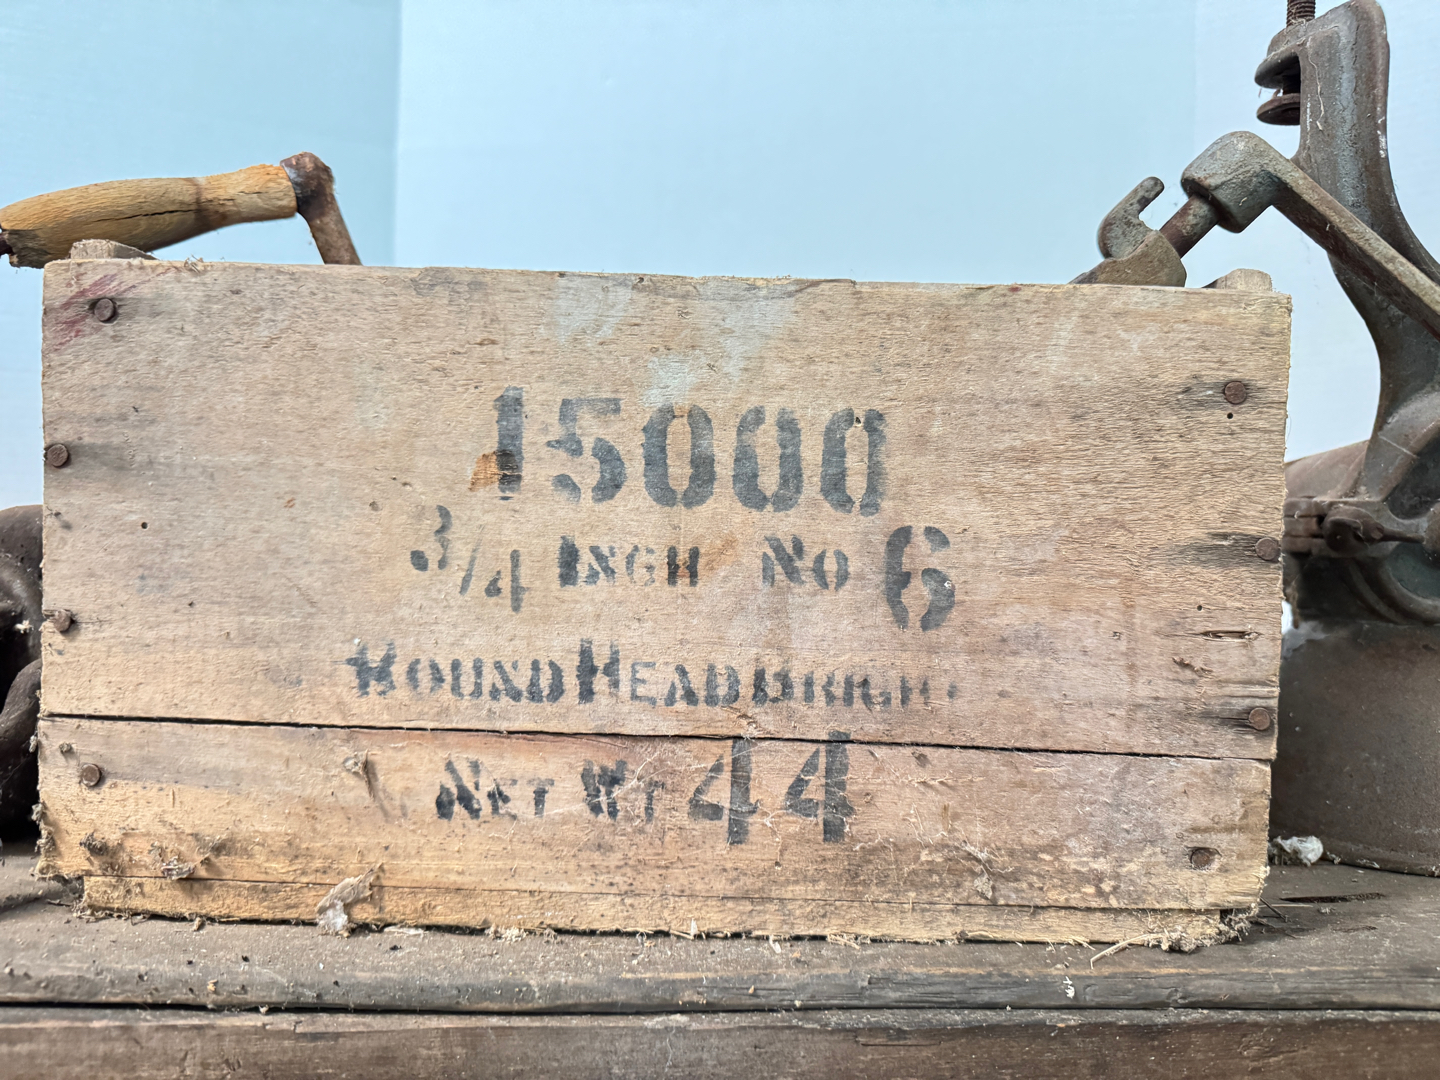 15000
3/4 INCH NO 6
ROUND HEAD BRIGHT
NET WT 44